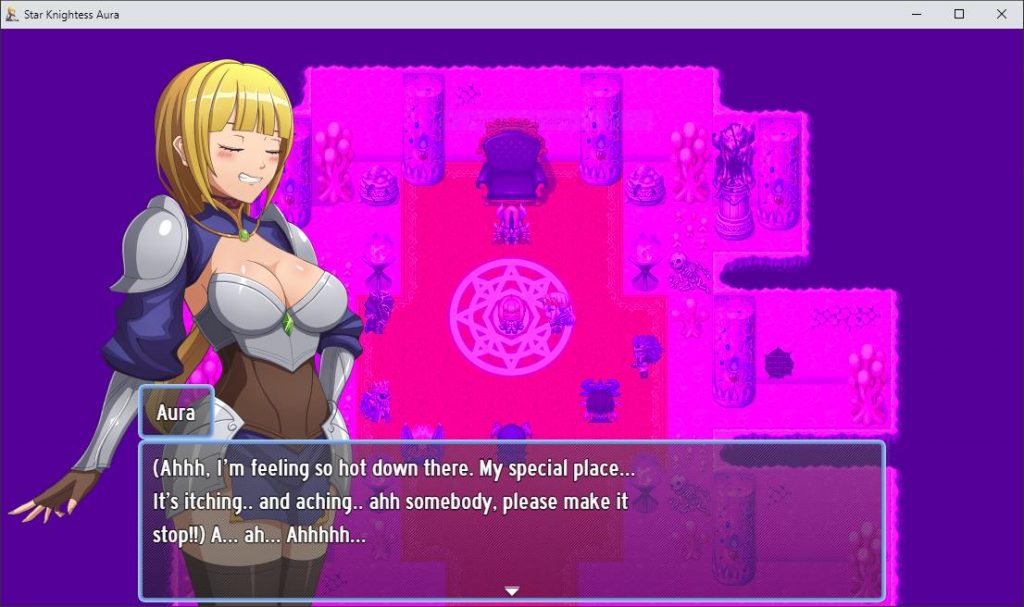 Star Knightess Aura
Aura
(Ahhh, I'm feeling so hot down there. My special place...
It's itching.. and aching.. ahh somebody, please make it
stop!!) A... ah... Ahhhhh...